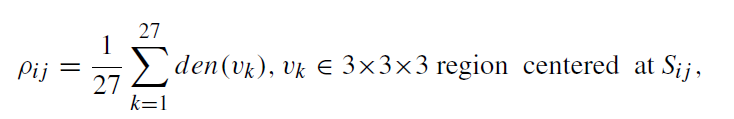 ρij = 1/27 ∑_{k=1}^{27} den(vk), vk ∈ 3×3×3 region centered at Sij,